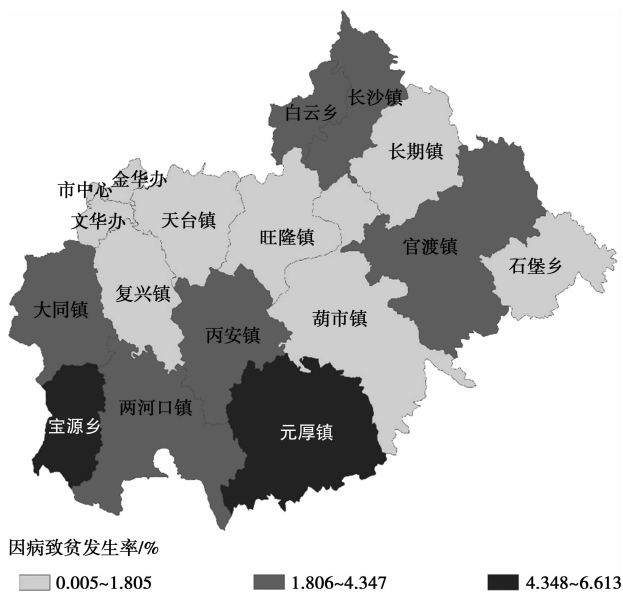 长沙镇
白云乡
长期镇
金华办
市中心
文华办
天台镇
旺隆镇
官渡镇
石堡乡
复兴镇
大同镇
葫市镇
丙安镇
两河口镇
宝源乡
元厚镇
因病致贫发生率/%
0.005~1.805 1.806~4.347 4.348~6.613